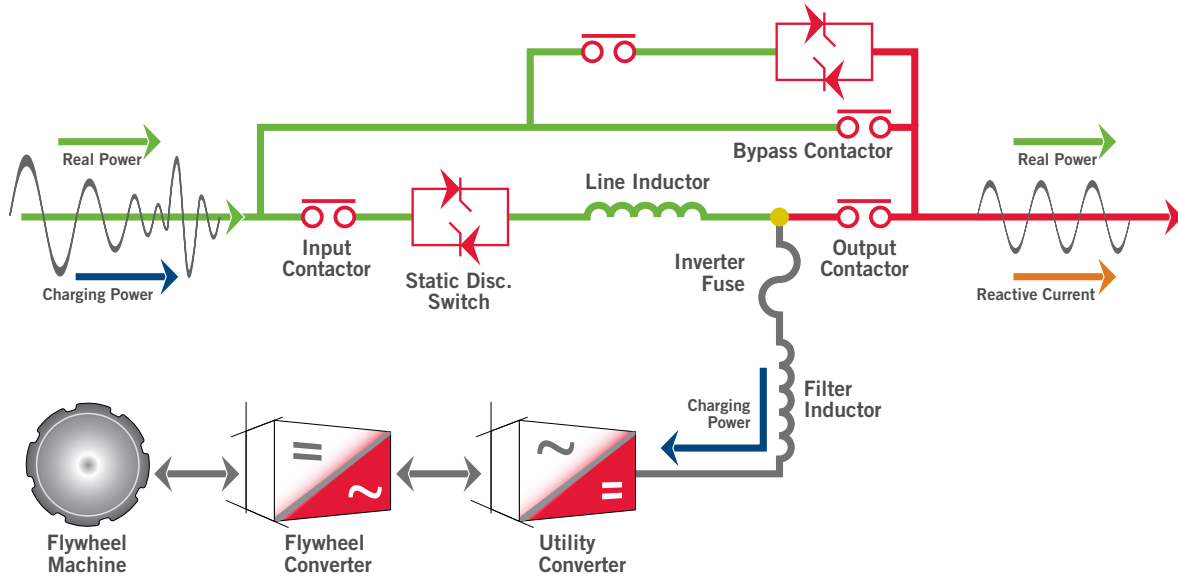 Bypass Contactor
Real Power
Real Power
Line Inductor
Input
Contactor
Static Disc.
Switch
Inverter
Fuse
Output
Contactor
Charging Power
Reactive Current
Filter
Inductor
Charging
Power
Flywheel
Machine
Flywheel
Converter
Utility
Converter